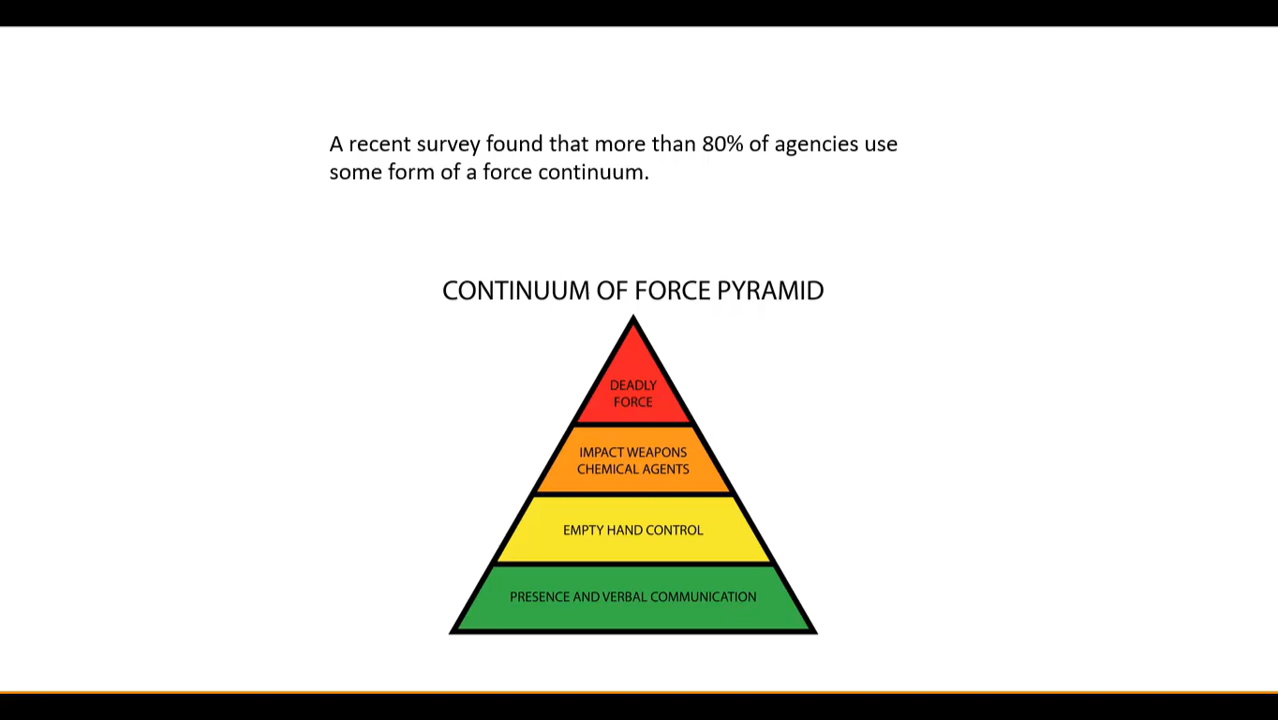 A recent survey found that more than 80% of agencies use
some form of a force continuum.
CONTINUUM OF FORCE PYRAMID
DEADLY
FORCE
IMPACT WEAPONS
CHEMICAL AGENTS
EMPTY HAND CONTROL
PRESENCE AND VERBAL COMMUNICATION